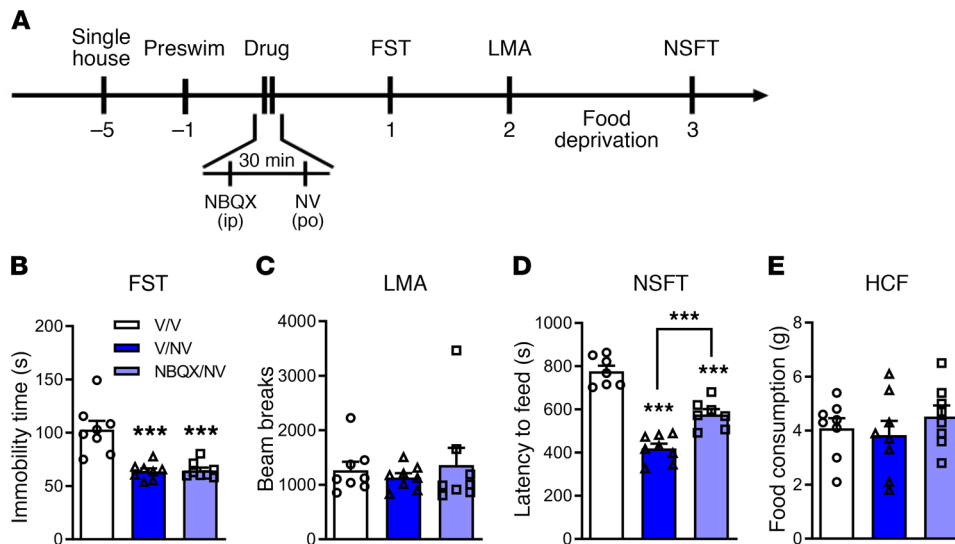 A
Single
house
Preswim
Drug
FST
LMA
NSFT
–5
–1
1
2
Food
deprivation
3
30 min
NBQX
(ip)
NV
(po)
B
FST
Immobility time (s)
200
150
100
50
0
V/V
V/NV
NBQX/NV
***
***
C
LMA
Beam breaks
4000
3000
2000
1000
0
D
NSFT
Latency to feed (s)
1000
800
600
400
200
0
***
***
***
E
HCF
Food consumption (g)
8
6
4
2
0